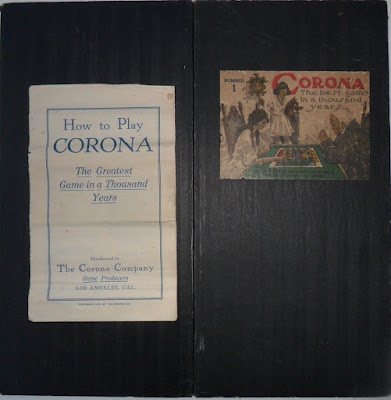 How to Play
CORONA
The Greatest
Game in a Thousand
Years
Manufactured by
The Corona Company
Game Producers
LOS ANGELES, CAL.
NUMBER
1
CORONA
The best game
in a thousand
years.